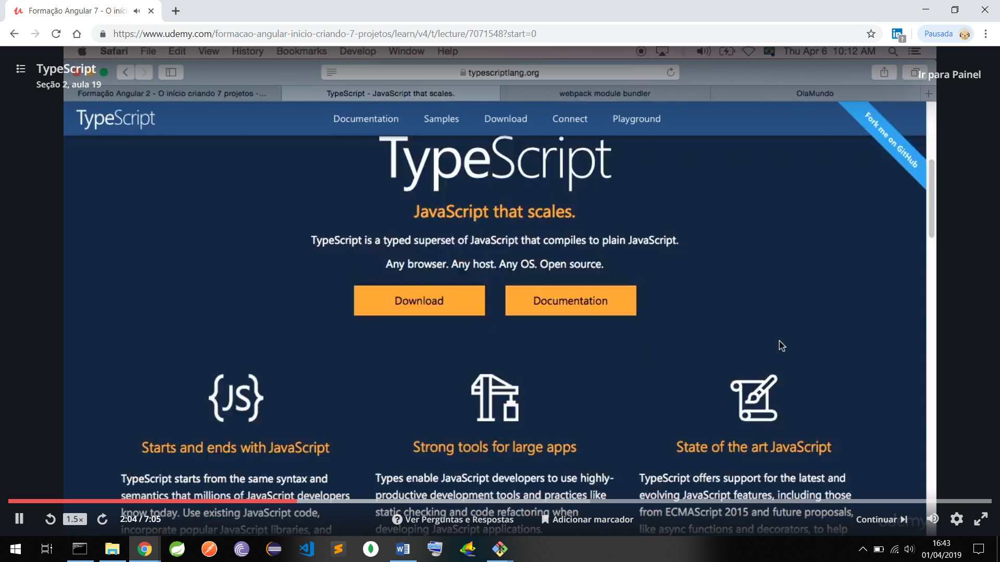 Formação Angular 7 - O iníci
https://www.udemy.com/formacao-angular-inicio-criando-7-projetos/learn/v4/t/lecture/7071548?start=0
Pausada
Safari File Edit View History Bookmarks Develop Window Help
Thu Apr 6 10:12 AM
TypeScript
Seção 2, aula 19
typescriptlang.org
Ir para Painel
Formação Angular 2 - O início criando 7 projetos -...
TypeScript - JavaScript that scales.
webpack module bundler
OlaMundo
TypeScript
Documentation Samples Download Connect Playground
Fork me on GitHub
TypeScript
JavaScript that scales.
TypeScript is a typed superset of JavaScript that compiles to plain JavaScript.
Any browser. Any host. Any OS. Open source.
Download
Documentation
{JS}
Starts and ends with JavaScript
TypeScript starts from the same syntax and
semantics that millions of JavaScript developers
know today. Use existing JavaScript code,
incorporate popular JavaScript libraries, and
Strong tools for large apps
Types enable JavaScript developers to use highly-
productive development tools and practices like
static checking and code refactoring when
developing JavaScript applications.
State of the art JavaScript
TypeScript offers support for the latest and
evolving JavaScript features, including those
from ECMAScript 2015 and future proposals,
like async functions and decorators, to help
1.5×
2:04 / 7:05
Ver Perguntas e Respostas
Adicionar marcador
Continuar
udemy
16:43
01/04/2019